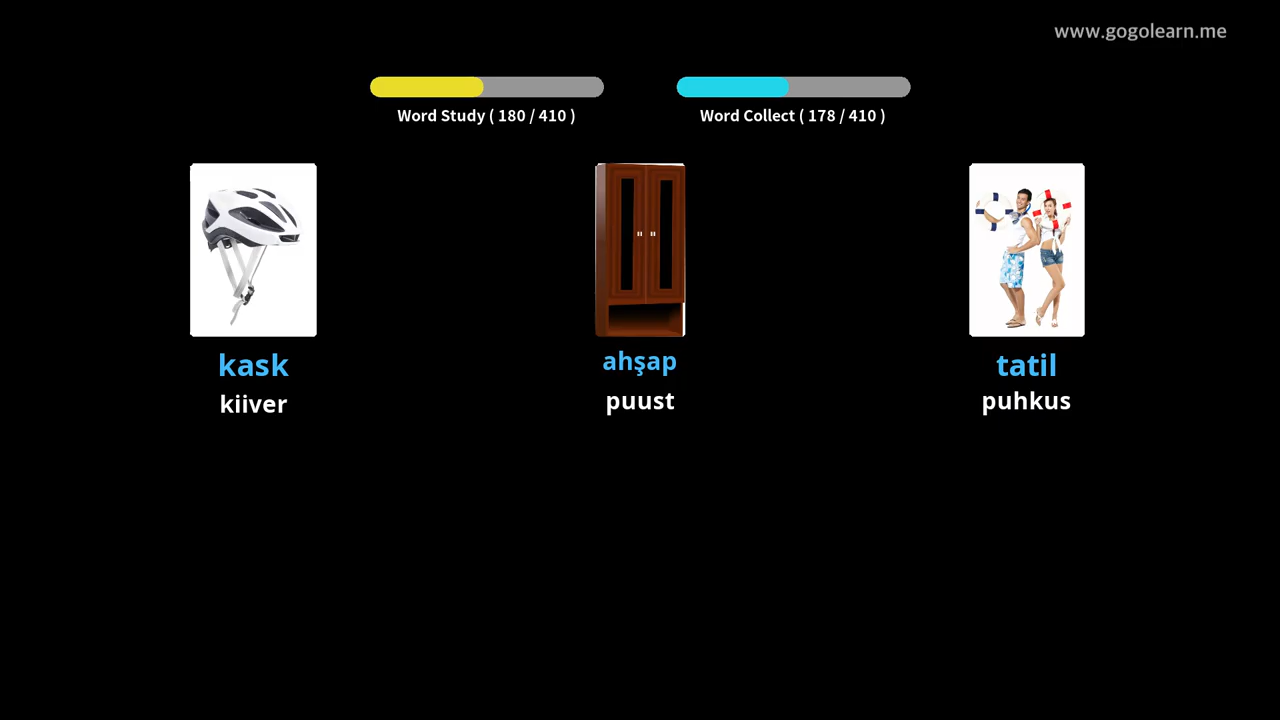 www.gogolearn.me
Word Study ( 180 / 410 )
Word Collect ( 178 / 410 )
kask
kiiver
ahşap
puust
tatil
puhkus